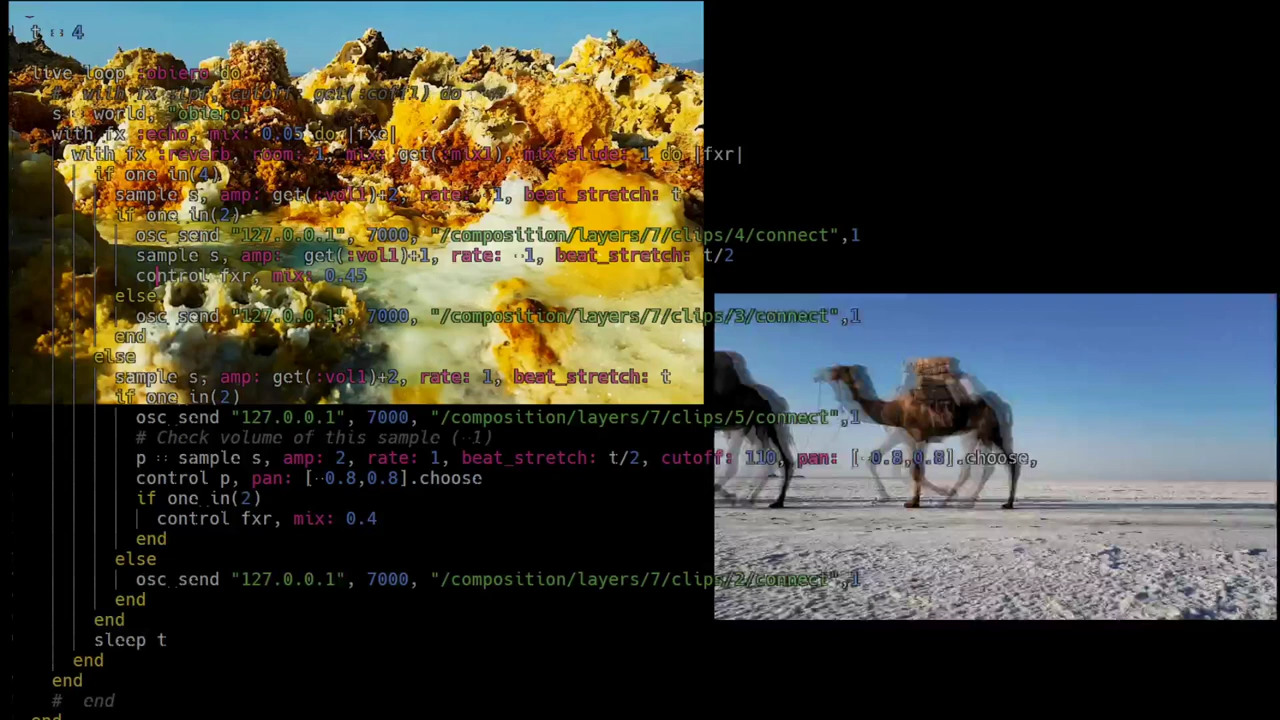 t = 4
live_loop :obiero do
# with_fx :lpf, cutoff: get(:coff1) do
s = world, "obiero"
with_fx :echo, mix: 0.05 do |fxe|
with_fx :reverb, room: 1, mix: get(:mix1), mix_slide: 1 do |fxr|
if one_in(4)
sample s, amp: get(:vol1)+2, rate: -1, beat_stretch: t
if one_in(2)
osc_send "127.0.0.1", 7000, "/composition/layers/7/clips/4/connect",1
sample s, amp: get(:vol1)+1, rate: -1, beat_stretch: t/2
control fxr, mix: 0.45
else
osc_send "127.0.0.1", 7000, "/composition/layers/7/clips/3/connect",1
end
else
sample s, amp: get(:vol1)+2, rate: 1, beat_stretch: t
if one_in(2)
osc_send "127.0.0.1", 7000, "/composition/layers/7/clips/5/connect",1
# Check volume of this sample (-1)
p = sample s, amp: 2, rate: 1, beat_stretch: t/2, cutoff: 110, pan: [-0.8,0.8].choose,
control p, pan: [-0.8,0.8].choose
if one_in(2)
control fxr, mix: 0.4
end
else
osc_send "127.0.0.1", 7000, "/composition/layers/7/clips/2/connect",1
end
end
sleep t
end
end
# end
end